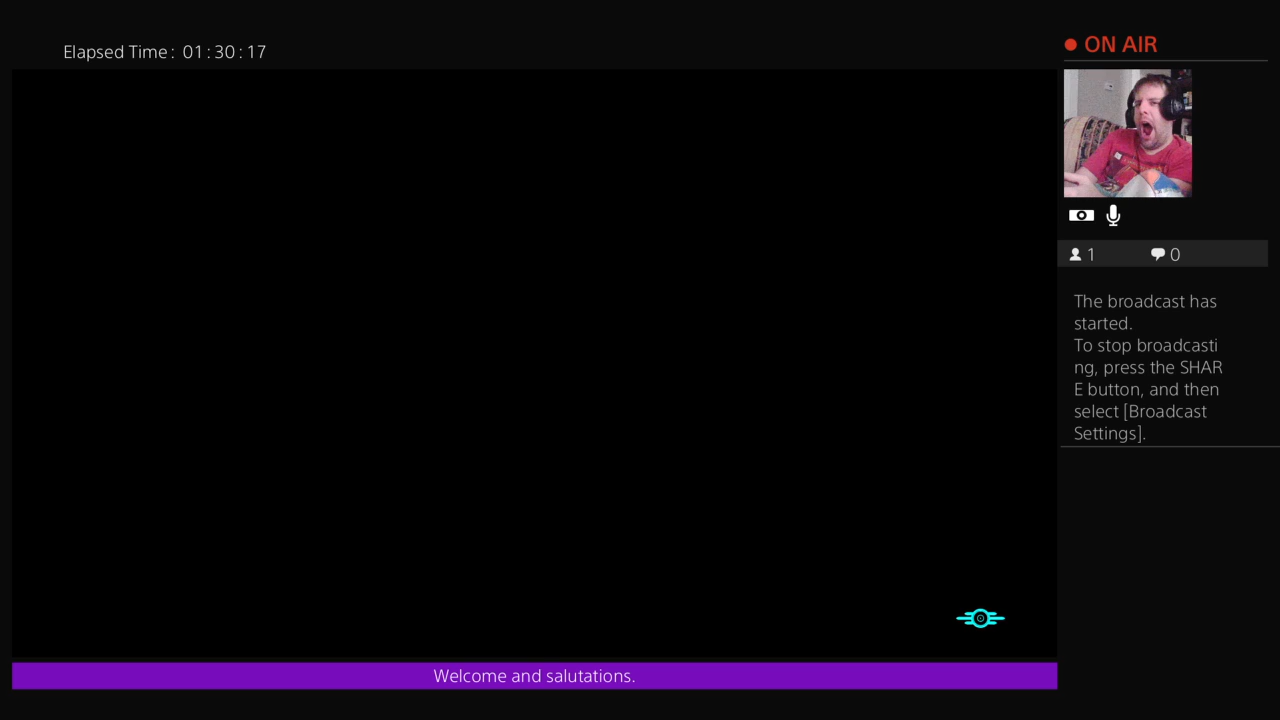 Elapsed Time: 01:30:17
ON AIR
1 0
The broadcast has
started.
To stop broadcasti
ng, press the SHAR
E button, and then
select [Broadcast
Settings].
Welcome and salutations.